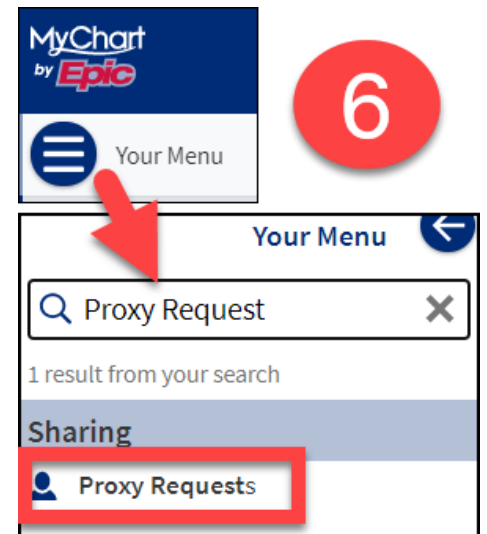 MyChart
by Epic
6
Your Menu
Your Menu
Proxy Request
1 result from your search
Sharing
Proxy Requests